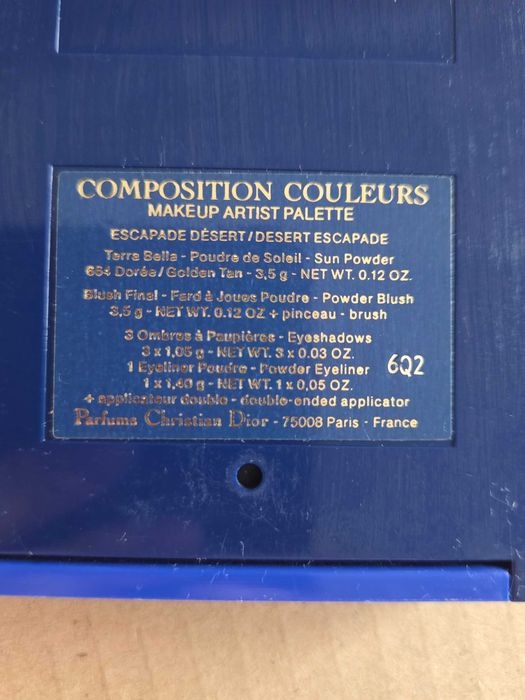 COMPOSITION COULEURS
MAKEUP ARTIST PALETTE
ESCAPADE DÉSERT/DESERT ESCAPADE
Terra Bella - Poudre de Soleil - Sun Powder
684 Dorée/Golden Tan - 3,5 g - NET WT. 0.12 OZ.
Blush Final - Fard à Joues Poudre - Powder Blush
3,5 g - NET WT. 0.12 OZ + pinceau - brush
3 Ombres à Paupières - Eyeshadows
3 x 1,05 g - NET WT. 3 x 0.03 OZ.
1 Eyeliner Poudre - Powder Eyeliner
1 x 1,40 g - NET WT. 1 x 0,05 OZ.
6Q2
+ applicateur double - double-ended applicator
Parfums Christian Dior - 75008 Paris - France